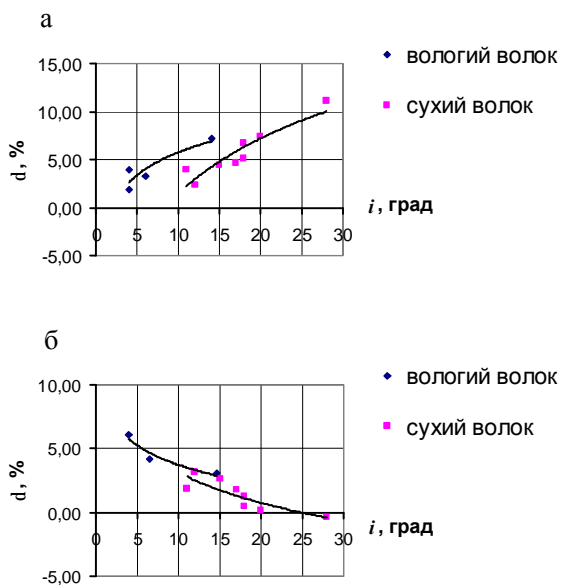 а
15,00
10,00
5,00
0,00
-5,00
d, %
0 5 10 15 20 25 30
i, град
вологий волок
сухий волок
б
10,00
5,00
0,00
-5,00
d, %
0 5 10 15 20 25 30
i, град
вологий волок
сухий волок